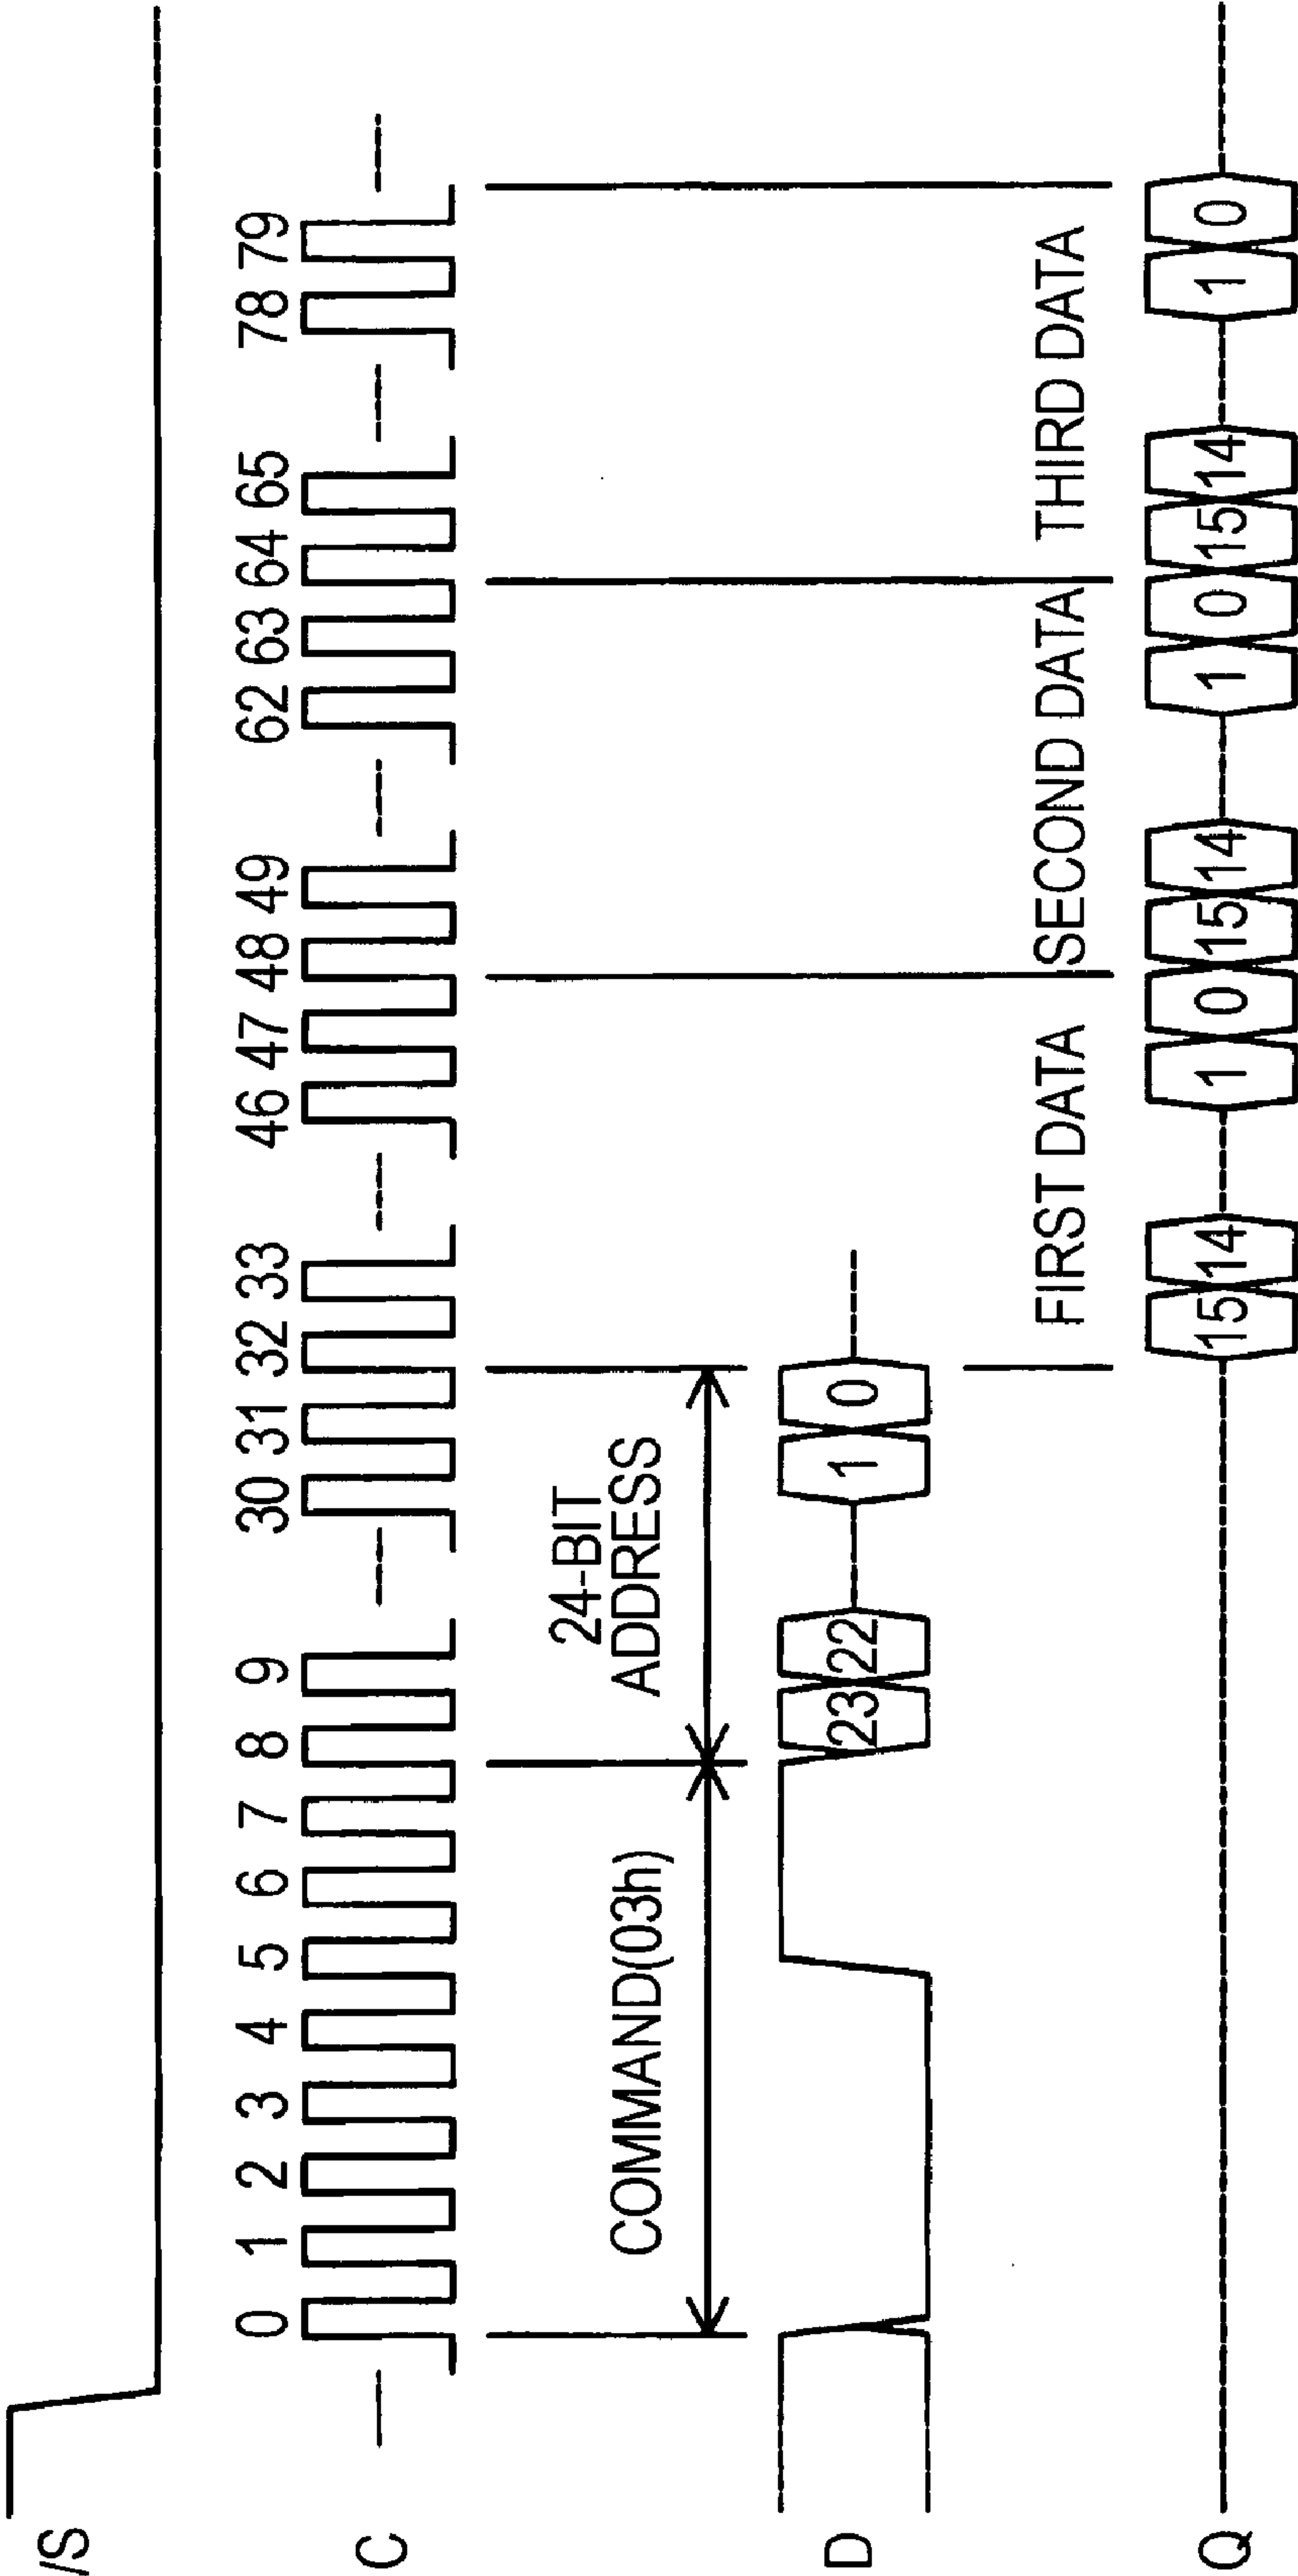 /S
C
0 1 2 3 4 5 6 7 8 9 30 31 32 33 46 47 48 49 62 63 64 65 78 79
COMMAND(03h)
24-BIT
ADDRESS
D
23 22 1 0
FIRST DATA SECOND DATA THIRD DATA
Q
15 14 1 0 15 14 1 0 15 14 1 0